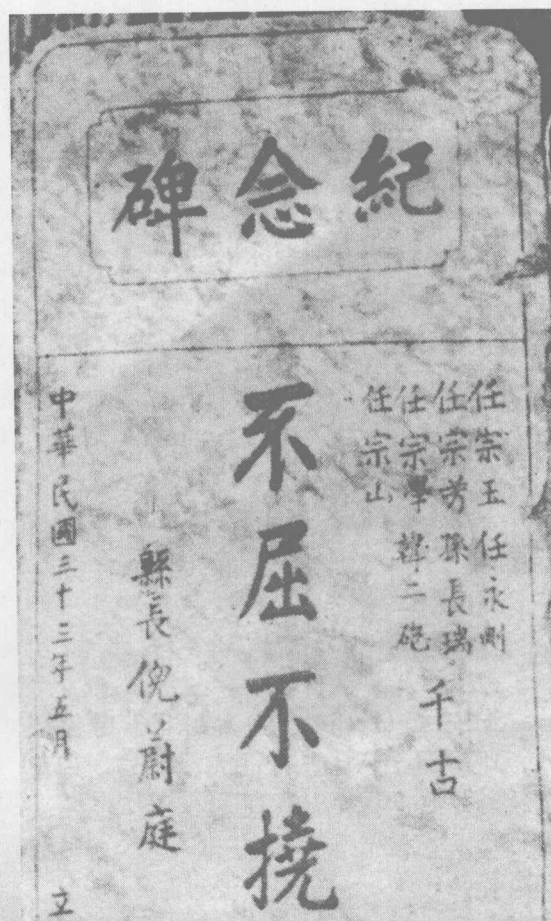 紀念碑
任宗玉 任永剛
任宗芳 孫長瑞
任宗學 韓二砲
任宗山
千古
不屈不撓
縣長倪蔚庭
中華民國三十三年五月 立